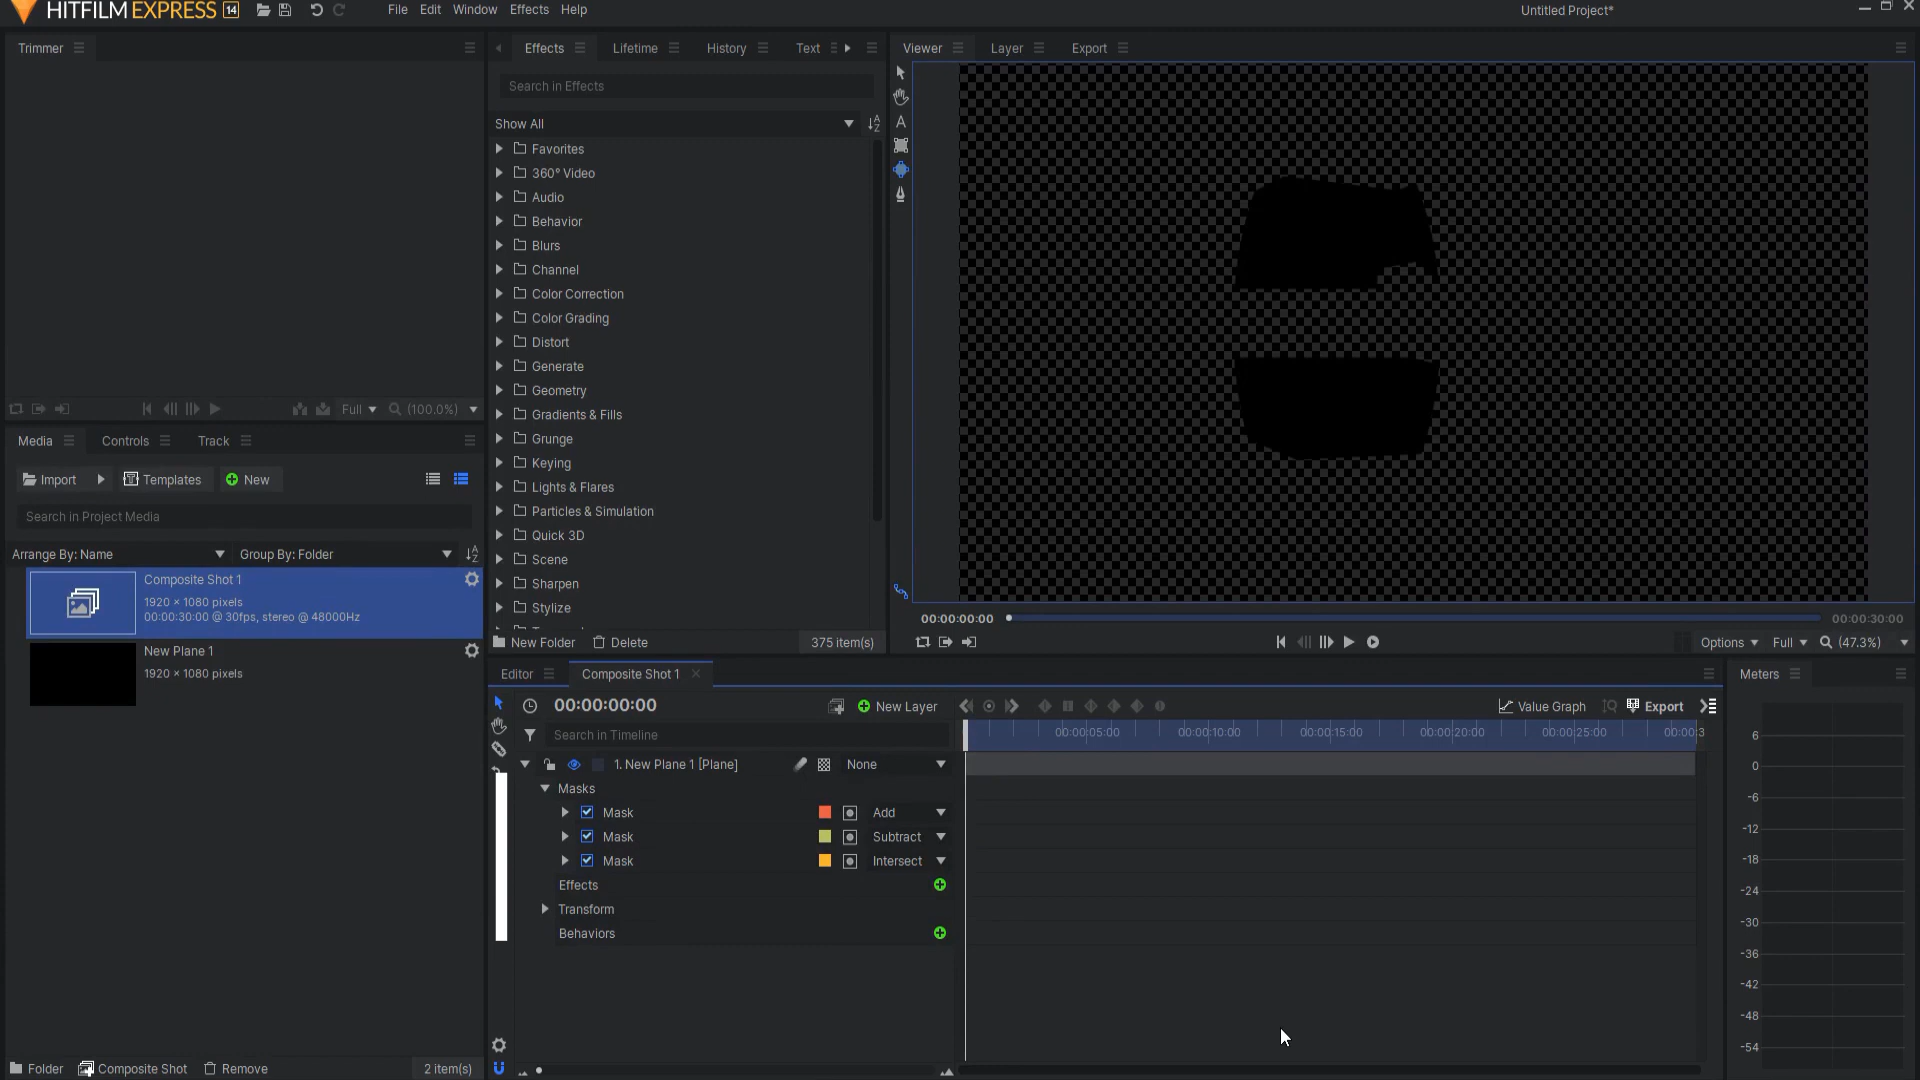 HITFILM EXPRESS 14
File Edit Window Effects Help
Untitled Project*
Trimmer
Effects Lifetime History Text
Viewer Layer Export
Search in Effects
Show All
Favorites
360° Video
Audio
Behavior
Blurs
Channel
Color Correction
Color Grading
Distort
Generate
Geometry
Gradients & Fills
Grunge
Keying
Lights & Flares
Particles & Simulation
Quick 3D
Scene
Sharpen
Stylize
New Folder Delete 375 item(s)
Full (100.0%)
Media Controls Track
Import Templates New
Search in Project Media
Arrange By: Name Group By: Folder
Composite Shot 1
1920 × 1080 pixels
00:00:30:00 @ 30fps, stereo @ 48000Hz
New Plane 1
1920 × 1080 pixels
Folder Composite Shot Remove 2 item(s)
00:00:00:00 00:00:30:00
Options Full (47.3%)
Editor Composite Shot 1
00:00:00:00 New Layer Value Graph Export
Search in Timeline
00:00:05:00 00:00:10:00 00:00:15:00 00:00:20:00 00:00:25:00 00:00:3
1. New Plane 1 [Plane] None
Masks
Mask Add
Mask Subtract
Mask Intersect
Effects
Transform
Behaviors
Meters
6
0
-6
-12
-18
-24
-30
-36
-42
-48
-54